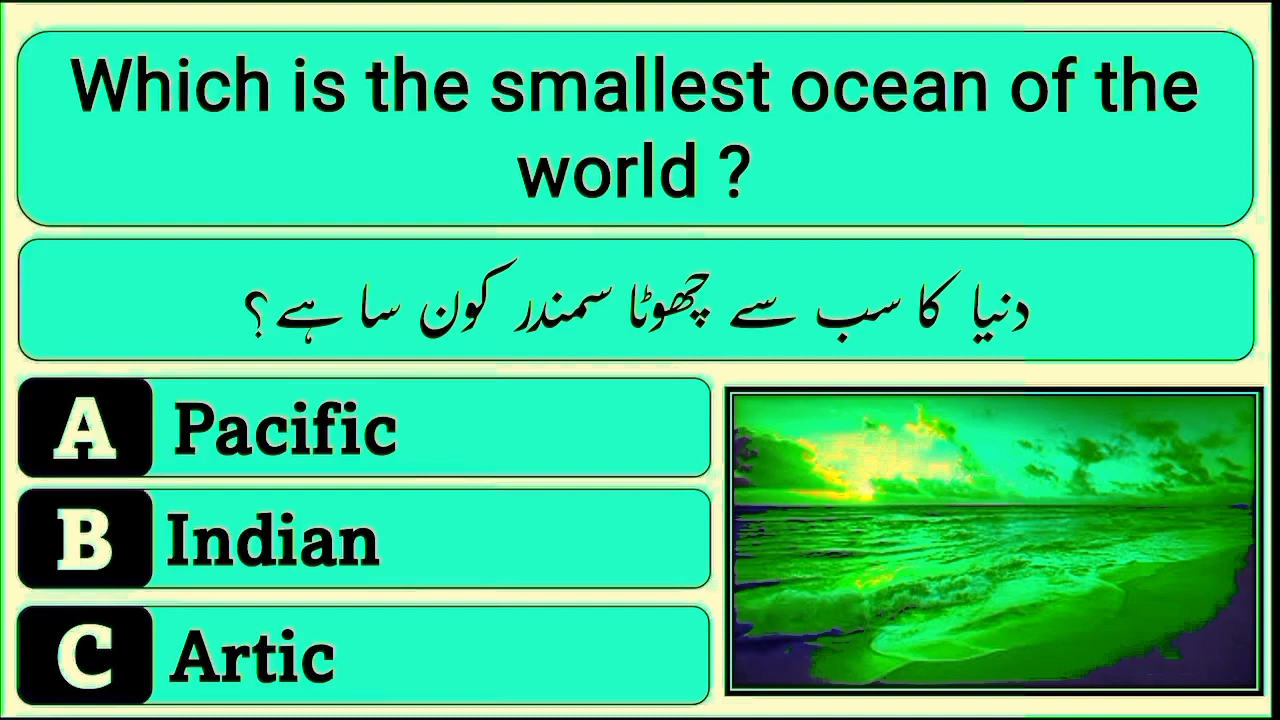 Which is the smallest ocean of the
world ?
دنیا کا سب سے چھوٹا سمندر کون سا ہے؟
A Pacific
B Indian
C Artic